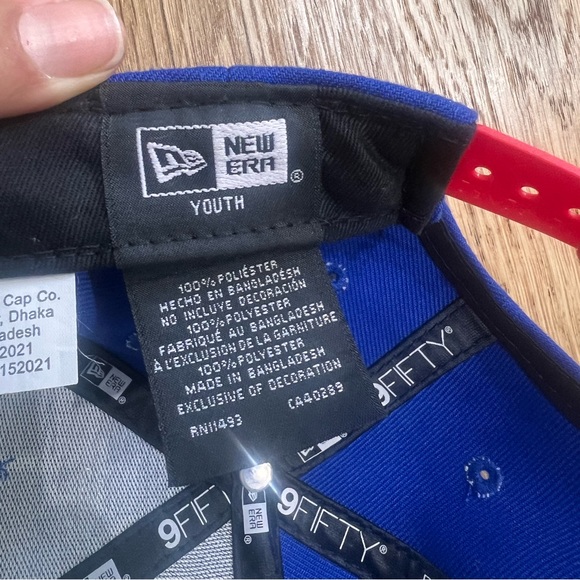 NEW
ERA
®
YOUTH
100% POLIÉSTER
HECHO EN BANGLADÉSH
NO INCLUYE DECORACIÓN
100% POLYESTER
FABRIQUÉ AU BANGLADESH
À L'EXCLUSION DE LA GARNITURE
100% POLYESTER
MADE IN BANGLADESH
EXCLUSIVE OF DECORATION
RN11493 CA40289
Cap Co.
, Dhaka
adesh
2021
152021
9FIFTY®
9FIFTY
9FIFTY
NEW ERA